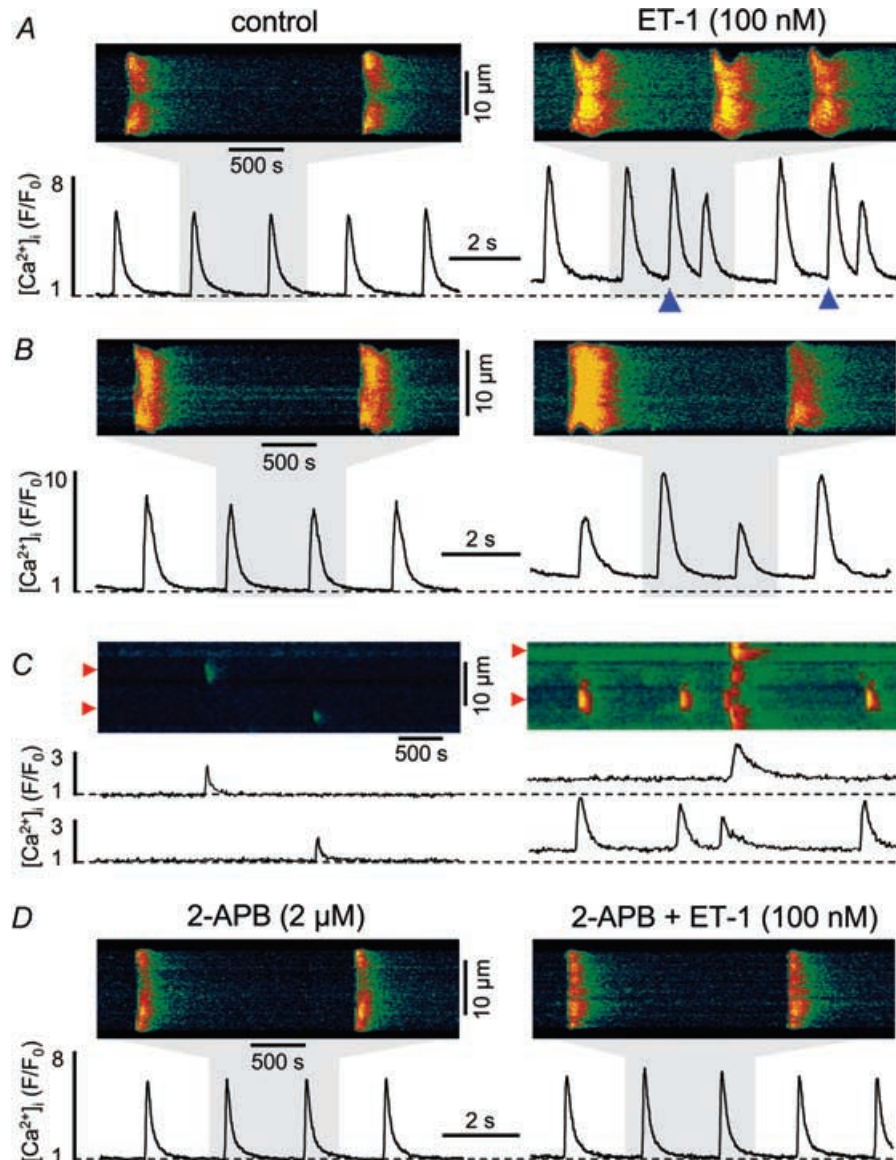 A
control
ET-1 (100 nM)
10 µm
500 s
8
1
[Ca2+]i (F/F0)
2 s
B
10 µm
500 s
10
1
[Ca2+]i (F/F0)
2 s
C
10 µm
500 s
3
1
[Ca2+]i (F/F0)
3
1
[Ca2+]i (F/F0)
D
2-APB (2 µM)
2-APB + ET-1 (100 nM)
10 µm
500 s
8
1
[Ca2+]i (F/F0)
2 s